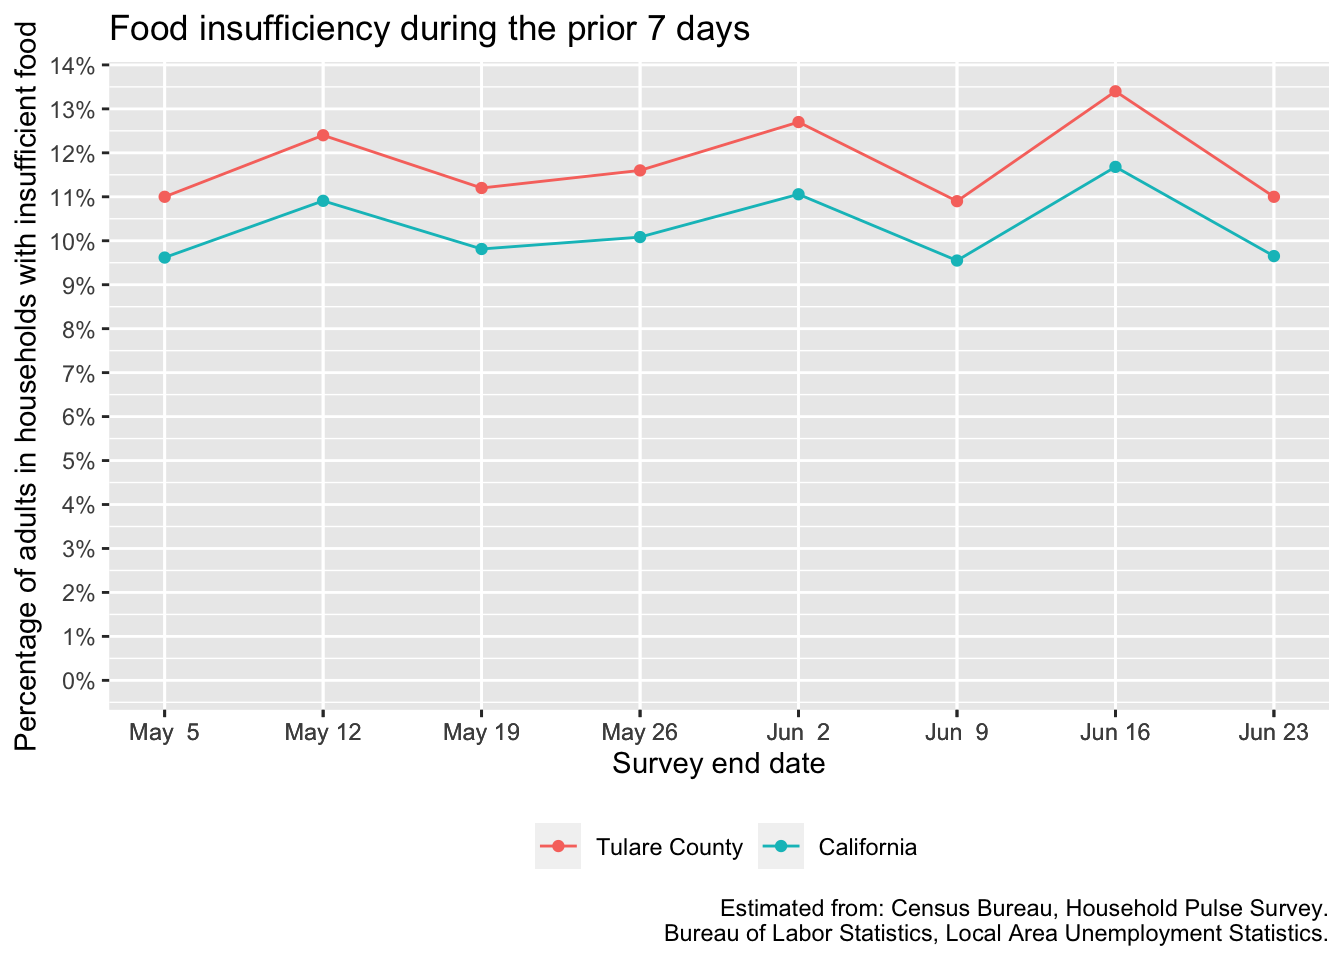 Food insufficiency during the prior 7 days
Percentage of adults in households with insufficient food
14%
13%
12%
11%
10%
9%
8%
7%
6%
5%
4%
3%
2%
1%
0%
May 5 May 12 May 19 May 26 Jun 2 Jun 9 Jun 16 Jun 23
Survey end date
Tulare County California
Estimated from: Census Bureau, Household Pulse Survey.
Bureau of Labor Statistics, Local Area Unemployment Statistics.